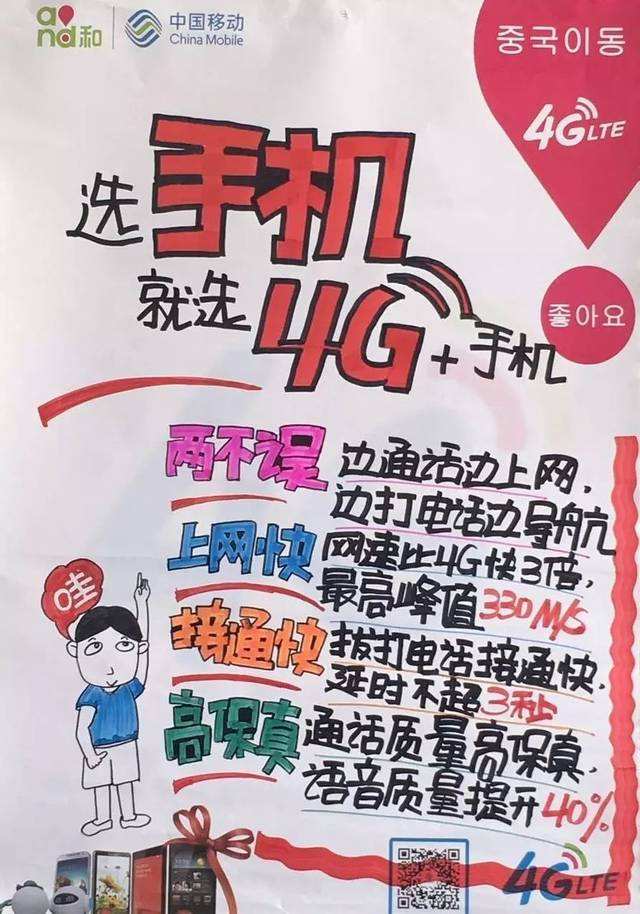 and和
中国移动
China Mobile
중국이동
4GLTE
좋아요
选手机
就选4G+手机
两不误
边通话边上网,
边打电话边导航
上网快
网速比4G快3倍,
最高峰值330M/S
哇
接通快
拔打电话接通快,
延时不超3秒
高保真
通话质量高保真,
语音质量提升40%
4GLTE